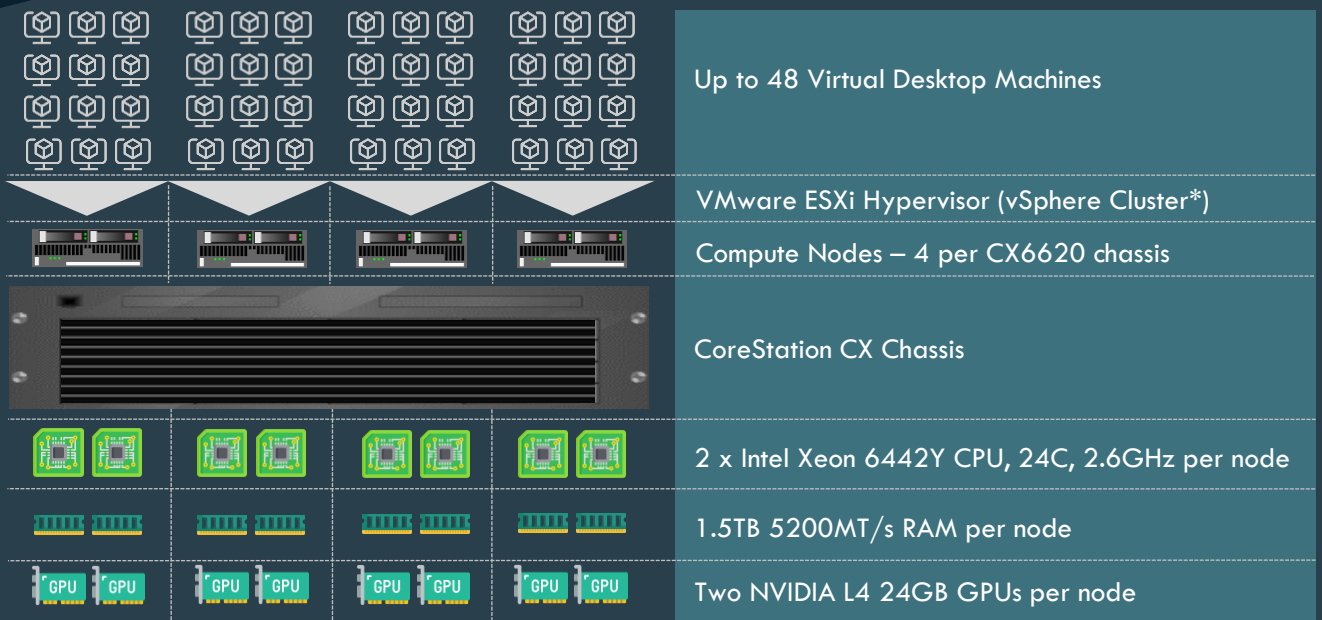 Up to 48 Virtual Desktop Machines
VMware ESXi Hypervisor (vSphere Cluster*)
Compute Nodes – 4 per CX6620 chassis
CoreStation CX Chassis
2 x Intel Xeon 6442Y CPU, 24C, 2.6GHz per node
1.5TB 5200MT/s RAM per node
GPU GPU GPU GPU GPU GPU GPU GPU
Two NVIDIA L4 24GB GPUs per node